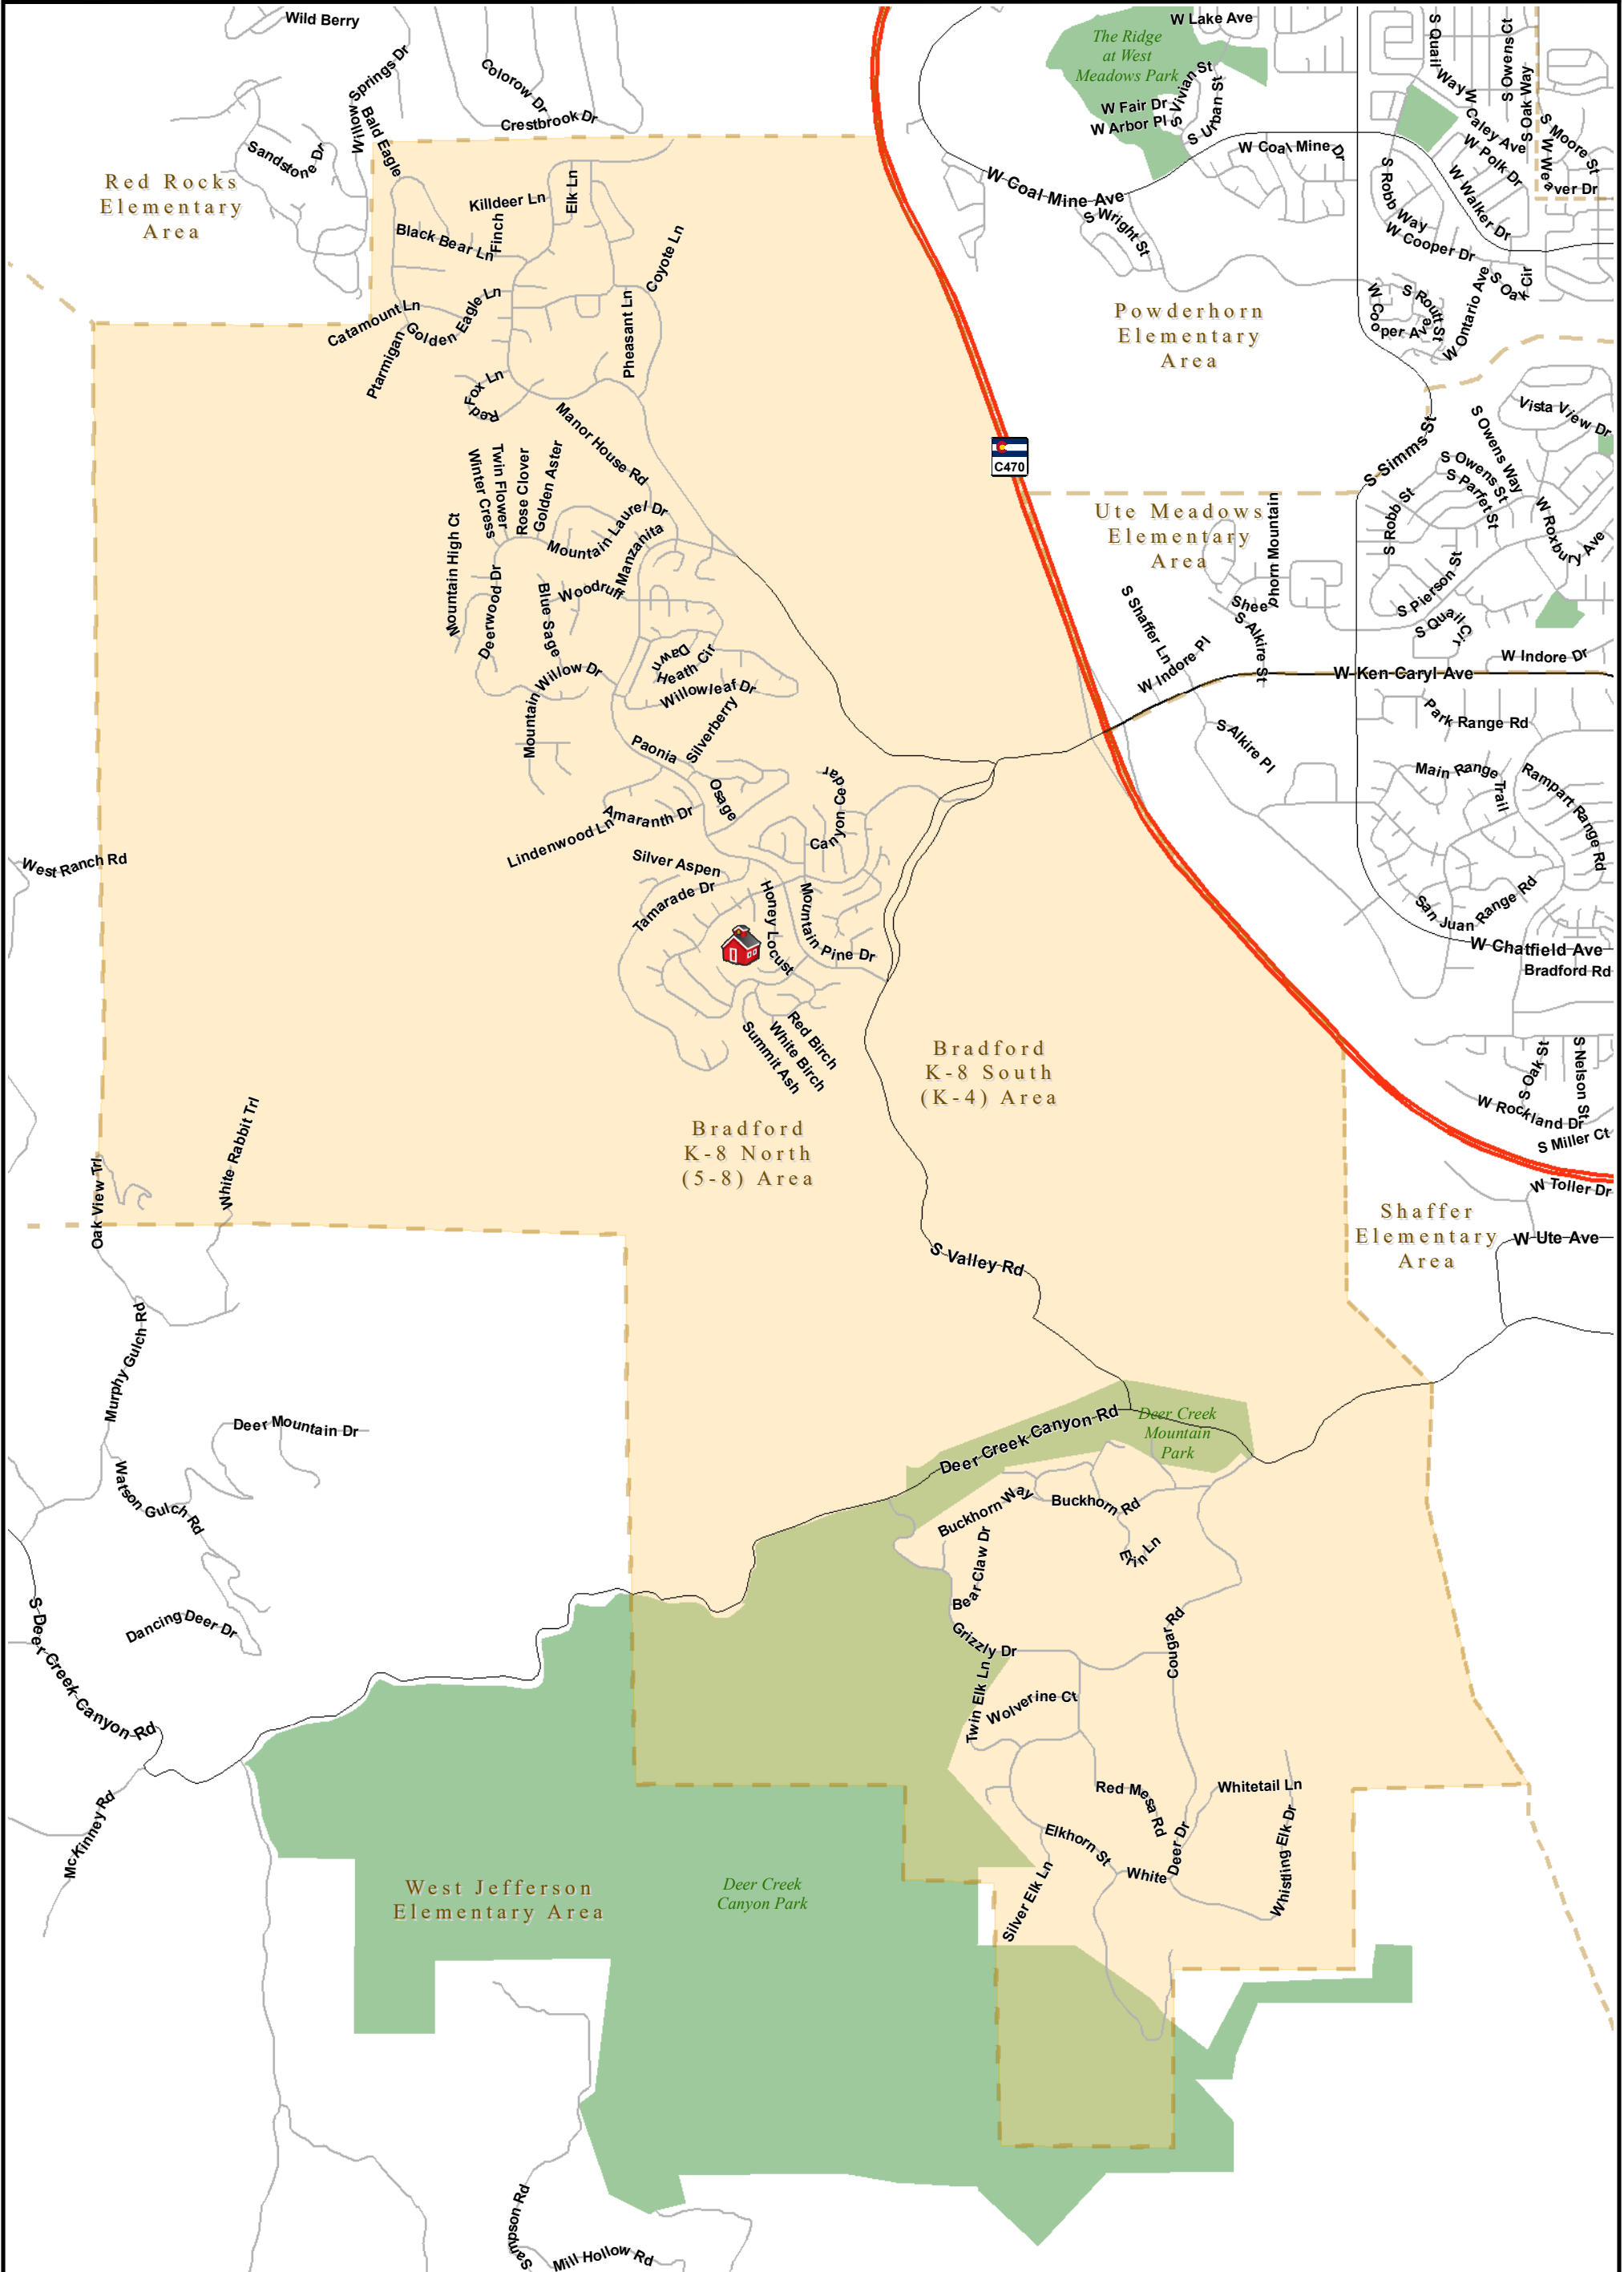 Wild Berry
Willow Springs Dr
Bald Eagle
Colorow Dr
Crestbrook Dr
Sandstone Dr
Red Rocks
Elementary
Area
Killdeer Ln
Elk Ln
Finch
Black Bear Ln
Coyote Ln
Pheasant Ln
Catamount Ln
Golden Eagle Ln
Ptarmigan
Red Fox Ln
Manor House Rd
W Lake Ave
The Ridge
at West
Meadows Park
S Vivian St
S Urban St
W Fair Dr
W Arbor Pl
W Coal Mine Dr
W Coal Mine Ave
S Wright St
S Quail Way
S Owens Ct
S Oak Way
W Caley Ave
W Polk Dr
S Moore St
W Weaver Dr
W Walker Dr
S Robb Way
W Cooper Dr
S Oak Cir
W Ontario Ave
S Routt St
W Cooper Ave
Powderhorn
Elementary
Area
C470
Vista View Dr
S Simms St
S Owens Way
S Owens St
S Parfet St
S Robb St
W Roxbury Ave
S Pierson St
S Quail Cir
Ute Meadows
Elementary
Area
Sheephorn Mountain
S Shaffer Ln
S Alkire St
W Indore Pl
W Indore Dr
W Ken Caryl Ave
Winter Cress
Twin Flower
Rose Clover
Golden Aster
Mountain Laurel Dr
Manzanita
Mountain High Ct
Deerwood Dr
Blue Sage
Woodruff
Dawn
Heath Cir
Willowleaf Dr
Mountain Willow Dr
Silverberry
Paonia
Osage
Amaranth Dr
Lindenwood Ln
Canyon Cedar
Silver Aspen
Tamarade Dr
Honey Locust
Mountain Pine Dr
Red Birch
White Birch
Summit Ash
West Ranch Rd
S Alkire Pl
Park Range Rd
Main Range Trail
Rampart Range Rd
San Juan Range Rd
W Chatfield Ave
Bradford Rd
S Oak St
S Nelson St
W Rockland Dr
S Miller Ct
W Toller Dr
W Ute Ave
Bradford
K-8 South
(K-4) Area
Bradford
K-8 North
(5-8) Area
Shaffer
Elementary
Area
White Rabbit Trl
Oak View Trl
S Valley Rd
Murphy Gulch Rd
Deer Mountain Dr
Watson Gulch Rd
Dancing Deer Dr
S Deer Creek Canyon Rd
McKinney Rd
Deer Creek Canyon Rd
Deer Creek
Mountain
Park
Buckhorn Way
Buckhorn Rd
Erin Ln
Bear Claw Dr
Grizzly Dr
Cougar Rd
Twin Elk Ln
Wolverine Ct
Red Mesa Rd
Whitetail Ln
Elkhorn St
White Deer Dr
Whistling Elk Dr
Silver Elk Ln
West Jefferson
Elementary Area
Deer Creek
Canyon Park
Sampson Rd
Mill Hollow Rd